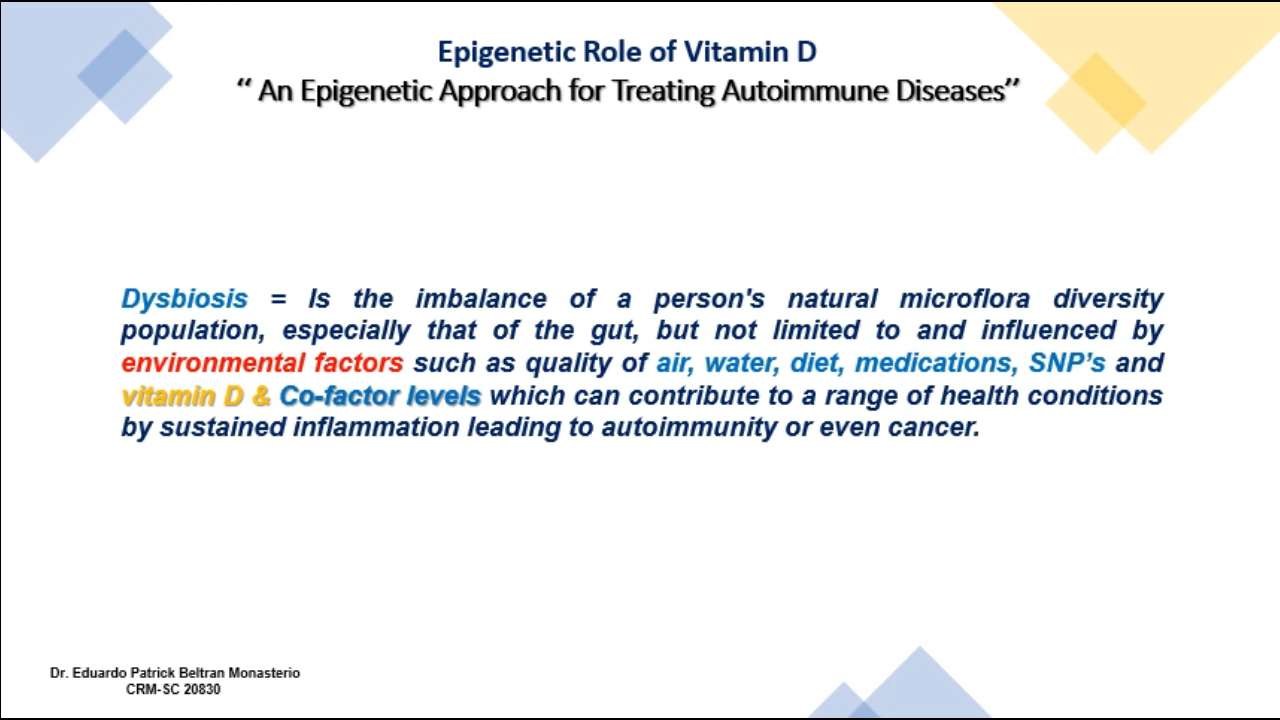 Epigenetic Role of Vitamin D
“ An Epigenetic Approach for Treating Autoimmune Diseases”
Dysbiosis = Is the imbalance of a person's natural microflora diversity
population, especially that of the gut, but not limited to and influenced by
environmental factors such as quality of air, water, diet, medications, SNP’s and
vitamin D & Co-factor levels which can contribute to a range of health conditions
by sustained inflammation leading to autoimmunity or even cancer.
Dr. Eduardo Patrick Beltran Monasterio
CRM-SC 20830